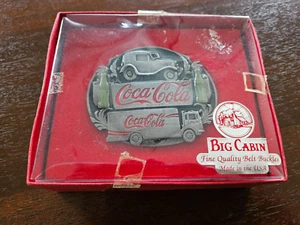 Coca-Cola
Coca-Cola
BIG CABIN
Fine Quality Belt Buckles
Made in the USA